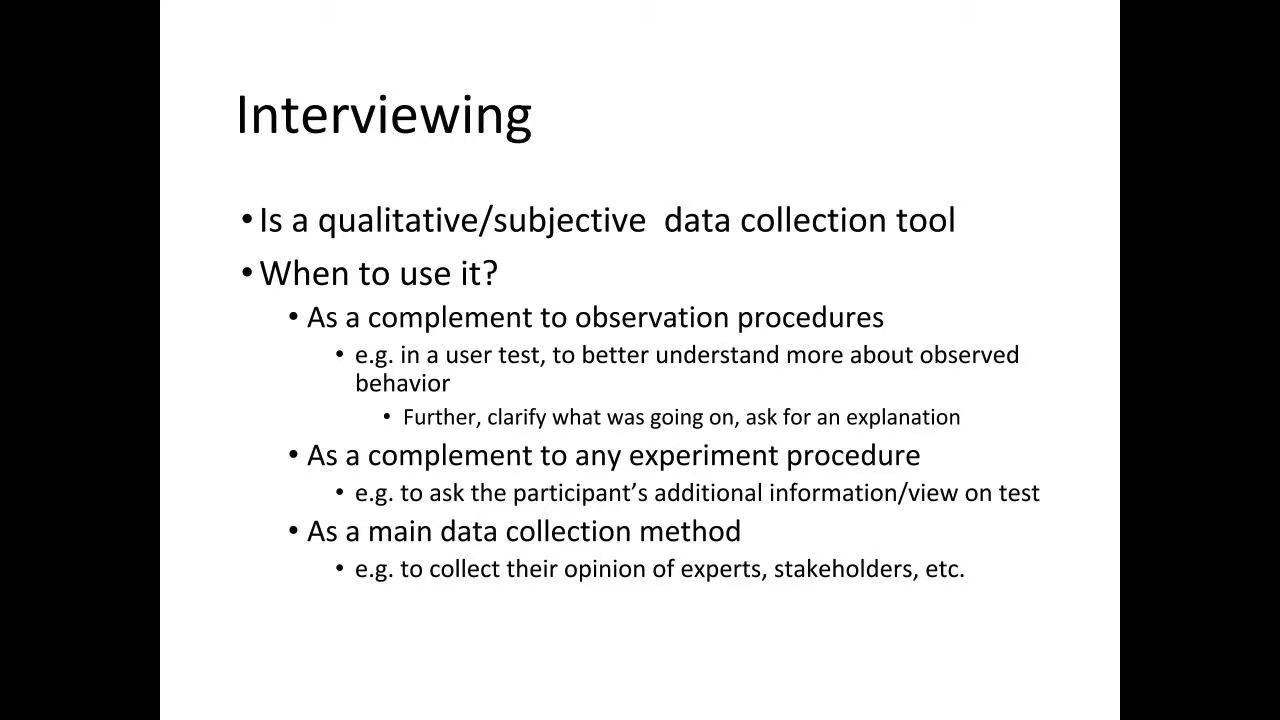 Interviewing
• Is a qualitative/subjective  data collection tool
• When to use it?
• As a complement to observation procedures
• e.g. in a user test, to better understand more about observed
behavior
• Further, clarify what was going on, ask for an explanation
• As a complement to any experiment procedure
• e.g. to ask the participant’s additional information/view on test
• As a main data collection method
• e.g. to collect their opinion of experts, stakeholders, etc.